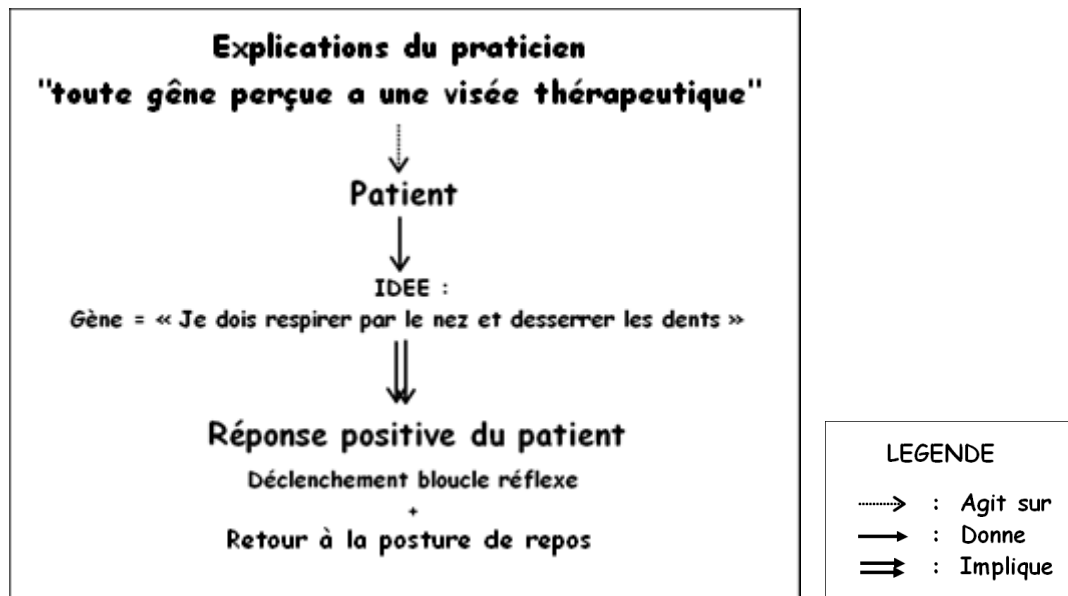 Explications du praticien
"toute gêne perçue a une visée thérapeutique"
Patient
IDEE :
Gène = « Je dois respirer par le nez et desserrer les dents »
Réponse positive du patient
Déclenchement bloucle réflexe
+
Retour à la posture de repos
LEGENDE
: Agit sur
: Donne
: Implique